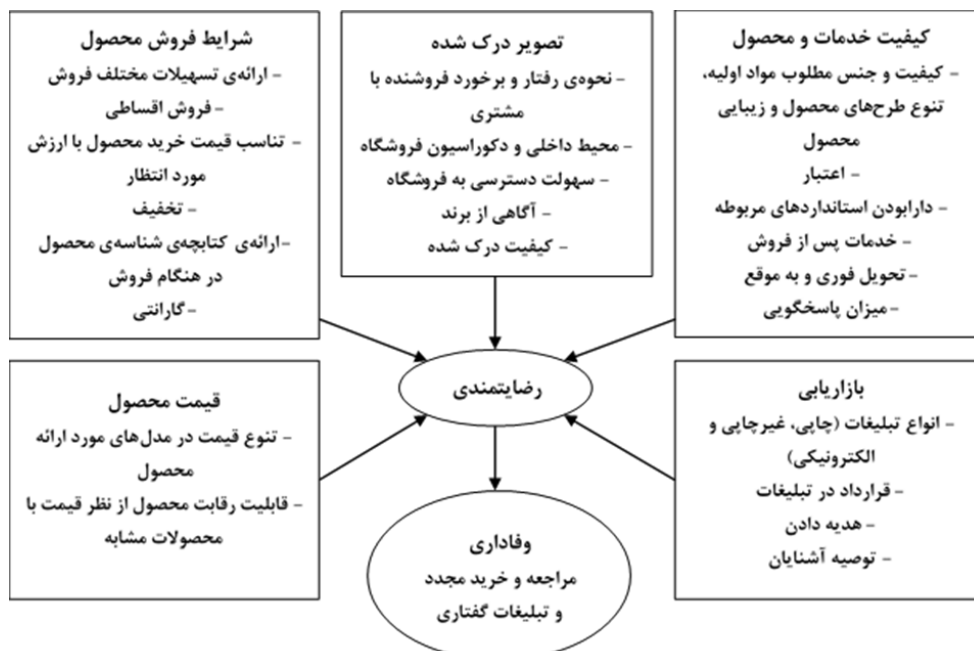 کیفیت خدمات و محصول
- کیفیت و جنس مطلوب مواد اولیه،
تنوع طرح‌های محصول و زیبایی
محصول
- اعتبار
- دارابودن استانداردهای مربوطه
- خدمات پس از فروش
- تحویل فوری و به موقع
- میزان پاسخگویی
تصویر درک شده
- نحوه‌ی رفتار و برخورد فروشنده با
مشتری
- محیط داخلی و دکوراسیون فروشگاه
- سهولت دسترسی به فروشگاه
- آگاهی از برند
- کیفیت درک شده
شرایط فروش محصول
- ارائه‌ی تسهیلات مختلف فروش
- فروش اقساطی
- تناسب قیمت خرید محصول با ارزش
مورد انتظار
- تخفیف
-ارائه‌ی کتابچه‌ی شناسه‌ی محصول
در هنگام فروش
- گارانتی
رضایتمندی
بازاریابی
- انواع تبلیغات (چاپی، غیرچاپی و
الکترونیکی)
- قرارداد در تبلیغات
- هدیه دادن
- توصیه آشنایان
قیمت محصول
- تنوع قیمت در مدل‌های مورد ارائه
محصول
- قابلیت رقابت محصول از نظر قیمت با
محصولات مشابه
وفاداری
مراجعه و خرید مجدد
و تبلیغات گفتاری